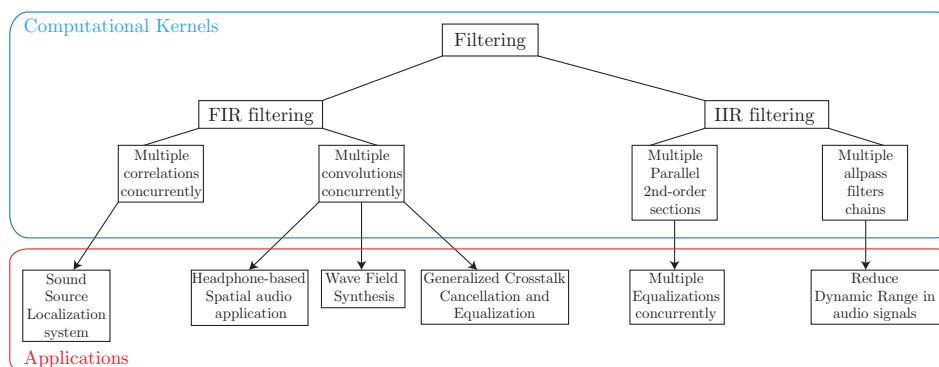 Computational Kernels
Filtering
FIR filtering
IIR filtering
Multiple
correlations
concurrently
Multiple
convolutions
concurrently
Multiple
Parallel
2nd-order
sections
Multiple
allpass
filters
chains
Sound
Source
Localization
system
Headphone-based
Spatial audio
application
Wave Field
Synthesis
Generalized Crosstalk
Cancellation and
Equalization
Multiple
Equalizations
concurrently
Reduce
Dynamic Range in
audio signals
Applications